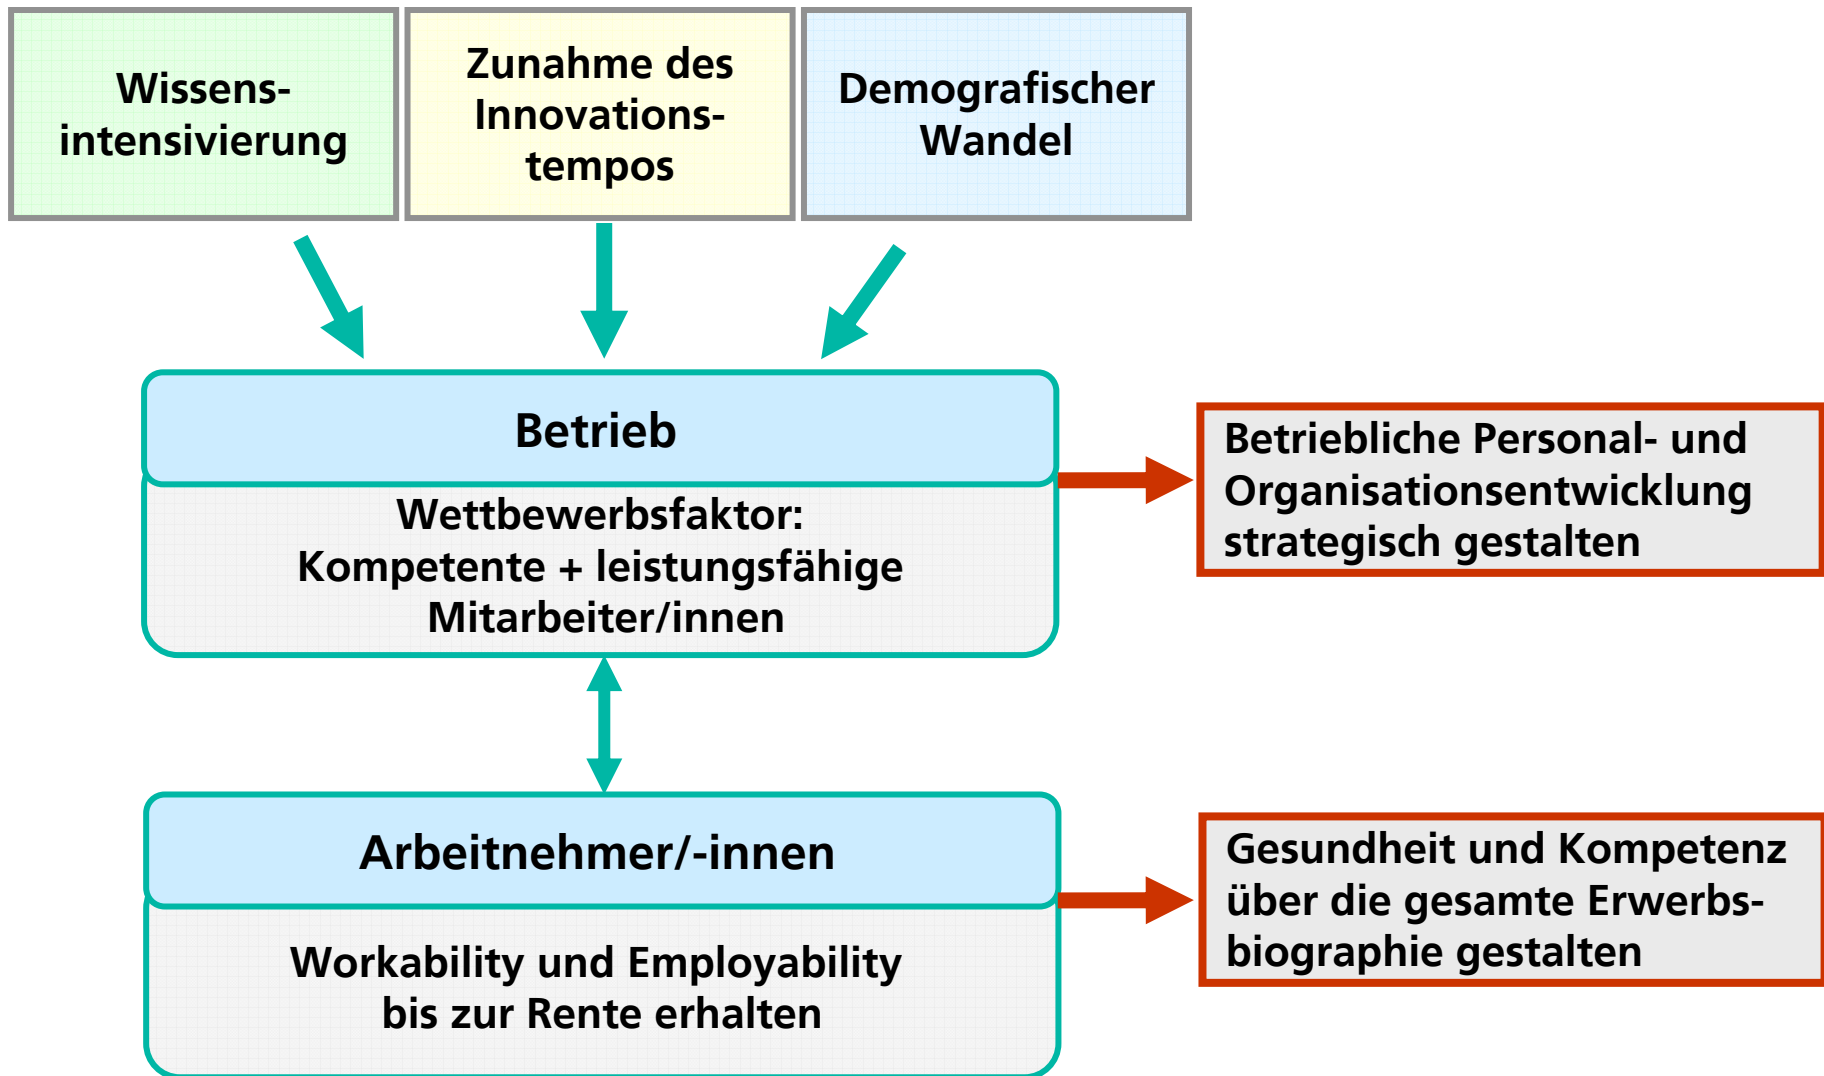 Wissens-
intensivierung
Zunahme des
Innovations-
tempos
Demografischer
Wandel
Betrieb
Wettbewerbsfaktor:
Kompetente + leistungsfähige
Mitarbeiter/innen
Betriebliche Personal- und
Organisationsentwicklung
strategisch gestalten
Arbeitnehmer/-innen
Workability und Employability
bis zur Rente erhalten
Gesundheit und Kompetenz
über die gesamte Erwerbs-
biographie gestalten